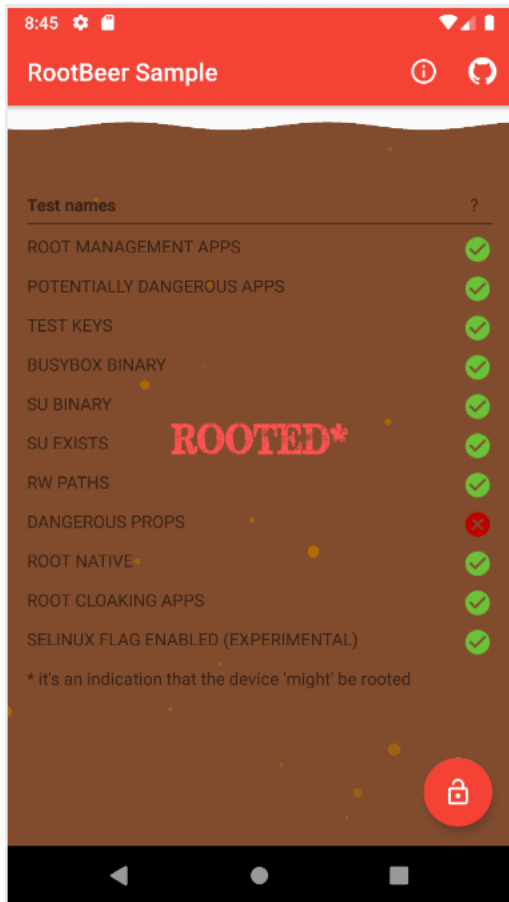 8:45
RootBeer Sample
Test names ?
ROOT MANAGEMENT APPS
POTENTIALLY DANGEROUS APPS
TEST KEYS
BUSYBOX BINARY
SU BINARY
SU EXISTS
ROOTED*
RW PATHS
DANGEROUS PROPS
ROOT NATIVE
ROOT CLOAKING APPS
SELINUX FLAG ENABLED (EXPERIMENTAL)
* it's an indication that the device 'might' be rooted